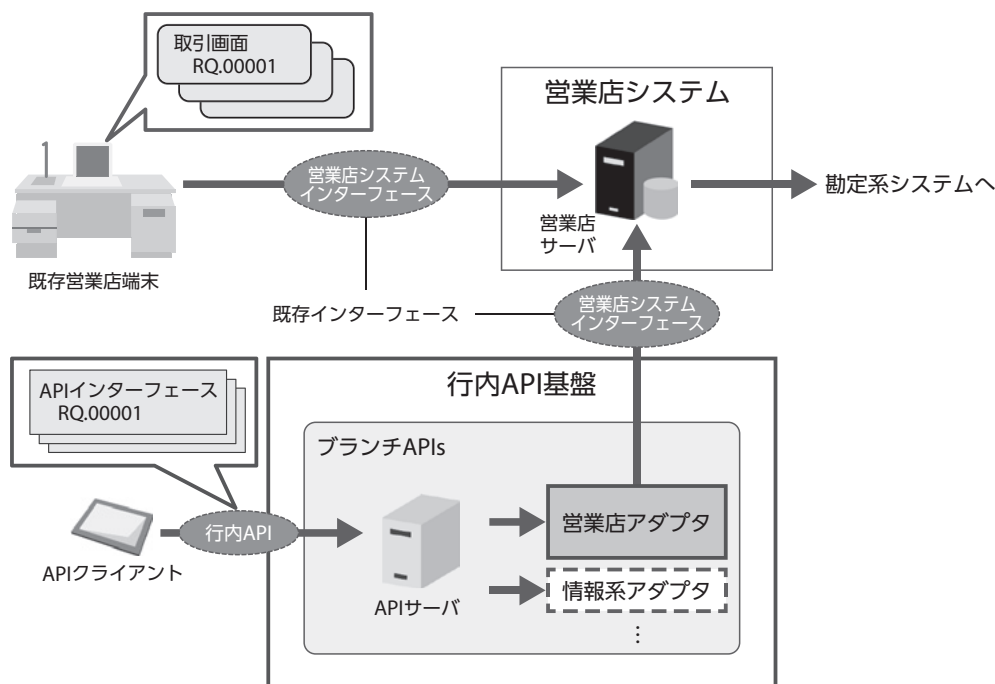 取引画面
RQ.00001
営業店システム
営業店システム
インターフェース
勘定系システムへ
営業店
サーバ
既存営業店端末
既存インターフェース
営業店システム
インターフェース
APIインターフェース
RQ.00001
行内API基盤
ブランチAPIs
営業店アダプタ
行内API
APIクライアント
APIサーバ
情報系アダプタ
⋮